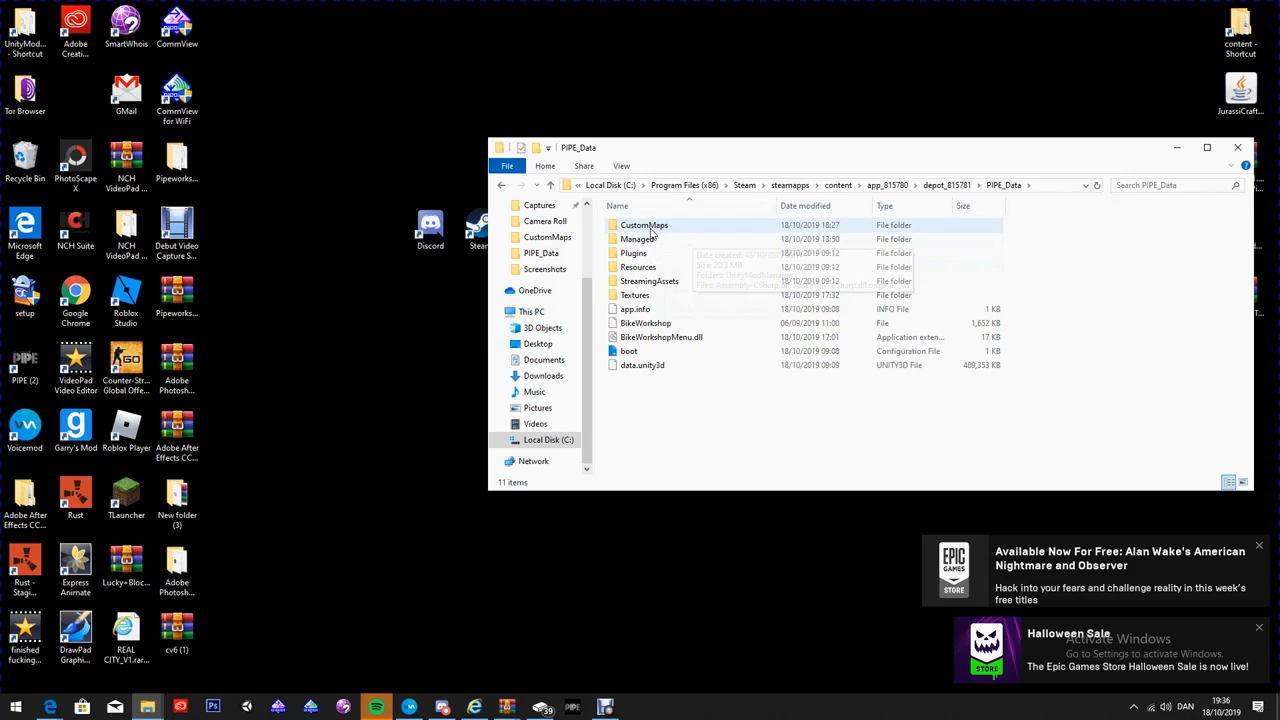 UnityMod...
- Shortcut
Adobe
Creati...
SmartWhois
CommView
Tor Browser
GMail
CommView
for WiFi
Recycle Bin
PhotoScape
X
NCH
VideoPad ...
Pipeworks...
Microsoft
Edge
NCH Suite
NCH
VideoPad ...
Debut Video
Capture S...
setup
Google
Chrome
Roblox
Studio
Pipeworks...
PIPE (2)
VideoPad
Video Editor
Counter-Str...
Global Offe...
Adobe
Photosh...
Voicemod
Garry's Mod
Roblox Player
Adobe After
Effects CC...
Adobe After
Effects CC...
Rust
TLauncher
New folder
(3)
Rust -
Stagi...
Express
Animate
Lucky+Bloc...
Adobe
Photosh...
finished
fucking...
DrawPad
Graphi...
REAL
CITY_V1.rar...
cv6 (1)
Discord
Steam
content -
Shortcut
JurassiCraft...
PIPE_Data
File
Home
Share
View
« Local Disk (C:) > Program Files (x86) > Steam > steamapps > content > app_815780 > depot_815781 > PIPE_Data >
Search PIPE_Data
Captures
Camera Roll
CustomMaps
PIPE_Data
Screenshots
OneDrive
This PC
3D Objects
Desktop
Documents
Downloads
Music
Pictures
Videos
Local Disk (C:)
Network
Name Date modified Type Size
CustomMaps 18/10/2019 18:27 File folder
Managed 18/10/2019 13:50 File folder
Plugins 18/10/2019 09:12 File folder
Resources 18/10/2019 09:12 File folder
StreamingAssets 18/10/2019 09:12 File folder
Textures 18/10/2019 17:32 File folder
app.info 18/10/2019 09:08 INFO File 1 KB
BikeWorkshop 06/09/2019 11:00 File 1,652 KB
BikeWorkshopMenu.dll 18/10/2019 17:01 Application exten... 17 KB
boot 18/10/2019 09:08 Configuration File 1 KB
data.unity3d 18/10/2019 09:09 UNITY3D File 489,353 KB
11 items
EPIC
GAMES
STORE
Available Now For Free: Alan Wake's American
Nightmare and Observer
Hack into your fears and challenge reality in this week's
free titles
STORE
Halloween Sale
The Epic Games Store Halloween Sale is now live!
Activate Windows
Go to Settings to activate Windows.
39
PIPE
DAN
19:36
18/10/2019